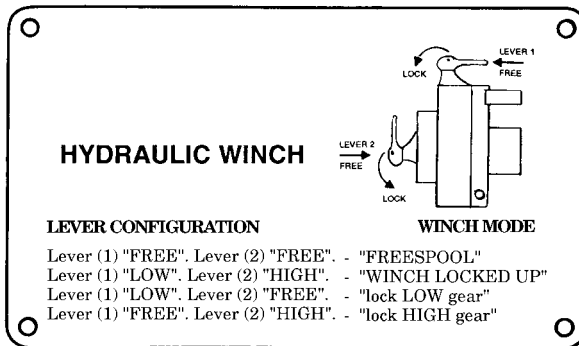 LEVER 1
FREE
LOCK
LEVER 2
FREE
LOCK
HYDRAULIC WINCH
LEVER CONFIGURATION WINCH MODE
Lever (1) "FREE". Lever (2) "FREE". - "FREESPOOL"
Lever (1) "LOW". Lever (2) "HIGH". - "WINCH LOCKED UP"
Lever (1) "LOW". Lever (2) "FREE". - "lock LOW gear"
Lever (1) "FREE". Lever (2) "HIGH". - "lock HIGH gear"